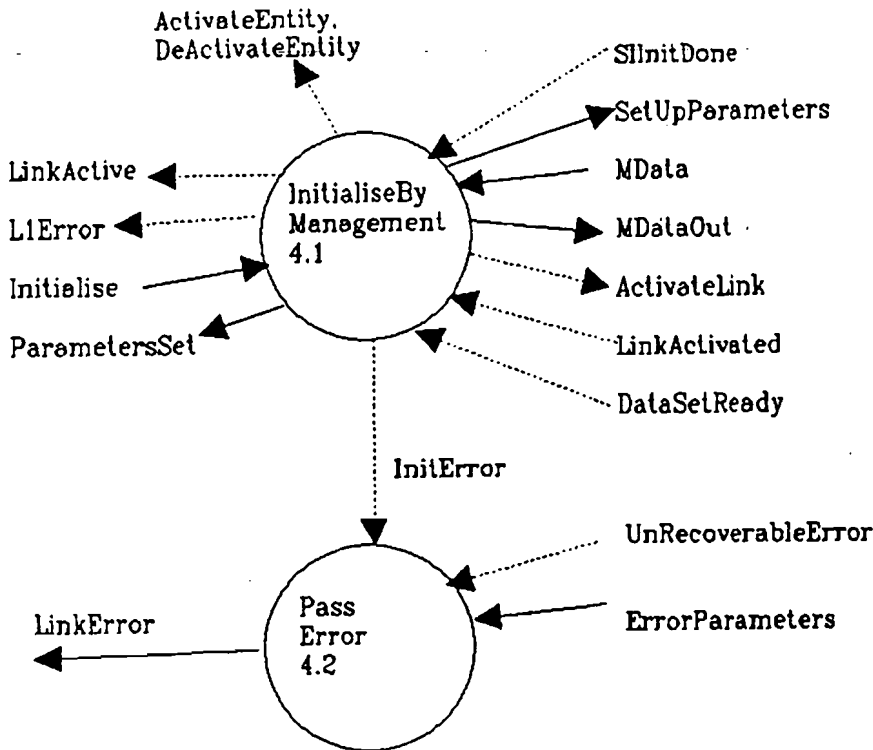 ActivateEntity,
DeActivateEntity
SIInitDone
SetUpParameters
LinkActive
MData
InitialiseBy
Management
4.1
L1Error
MDataOut
Initialise
ActivateLink
ParametersSet
LinkActivated
DataSetReady
InitError
UnRecoverableError
Pass
Error
4.2
LinkError
ErrorParameters